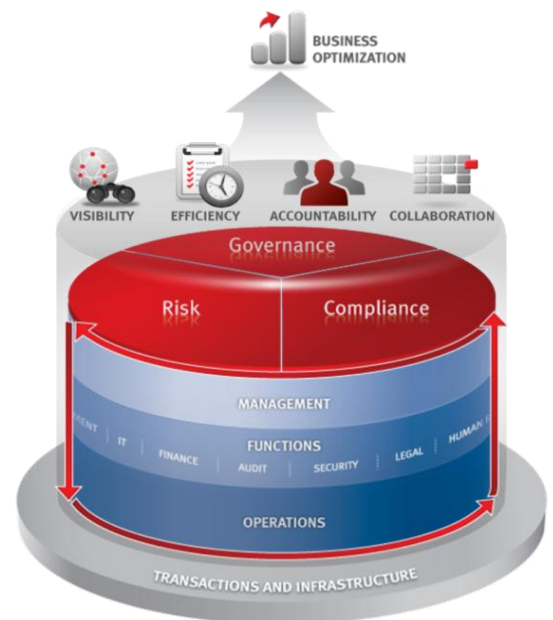 BUSINESS
OPTIMIZATION
VISIBILITY
EFFICIENCY
ACCOUNTABILITY
COLLABORATION
Governance
Risk
Compliance
MANAGEMENT
FUNCTIONS
IT
FINANCE
AUDIT
SECURITY
LEGAL
HUMAN
OPERATIONS
TRANSACTIONS AND INFRASTRUCTURE